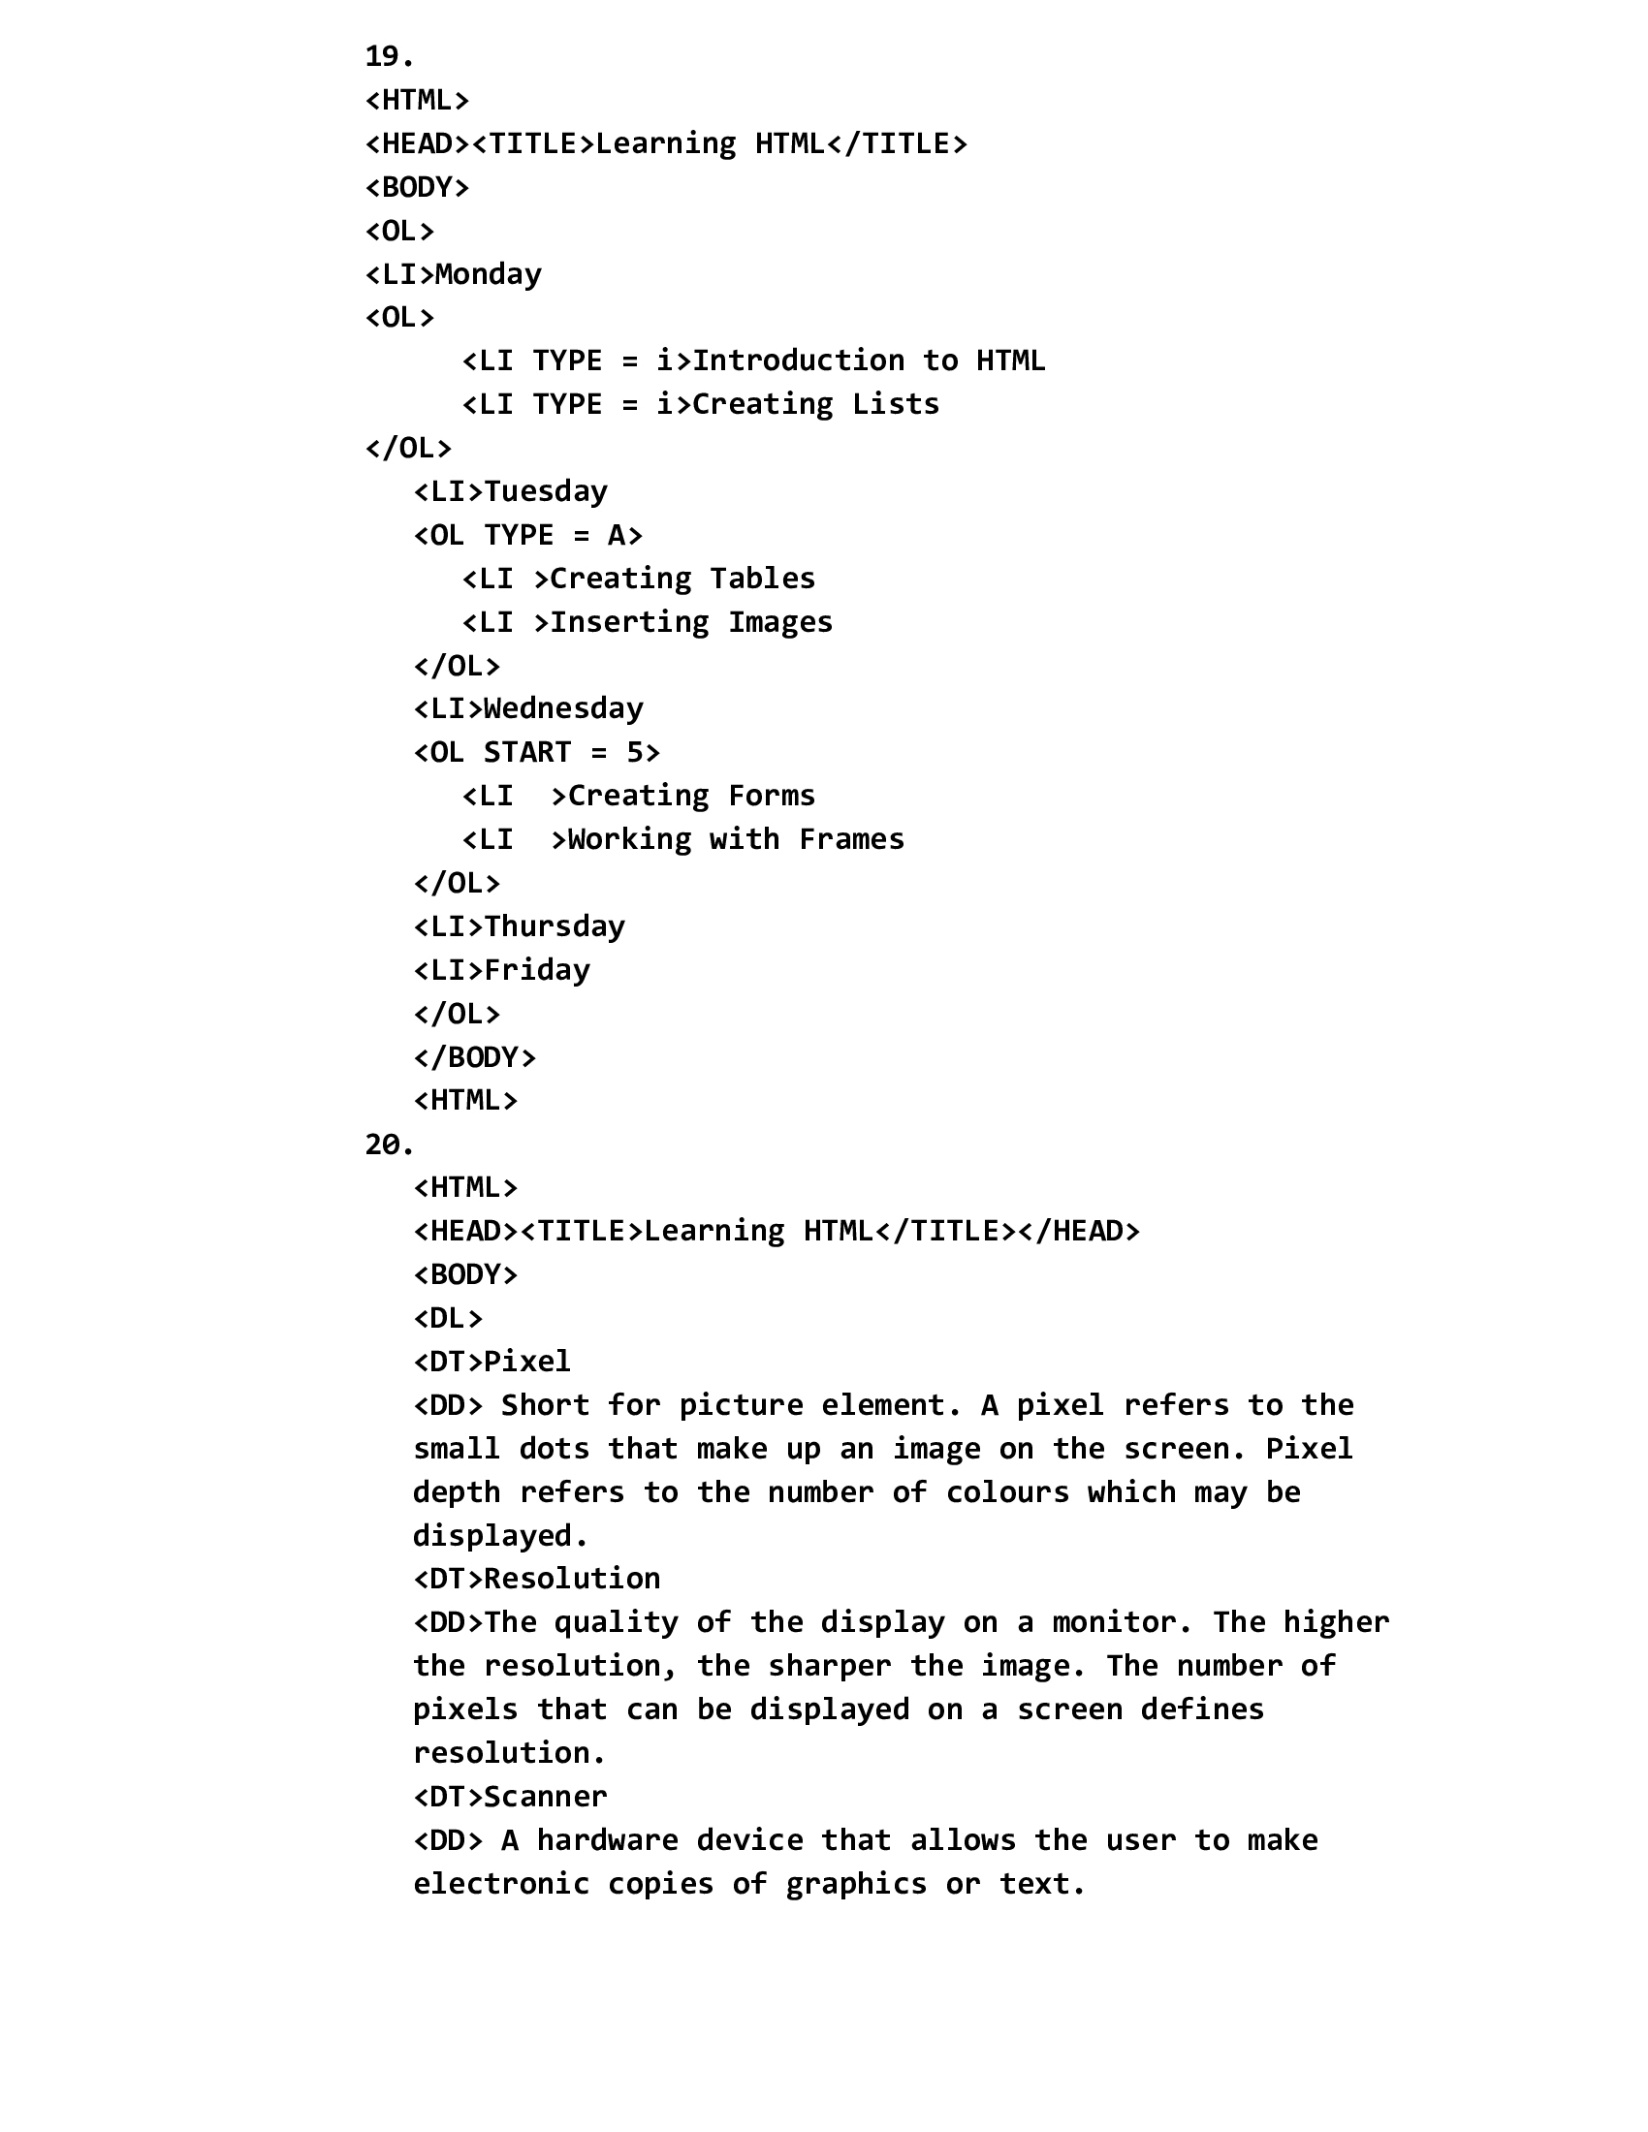 19.
<HTML>
<HEAD><TITLE>Learning HTML</TITLE>
<BODY>
<OL>
<LI>Monday
<OL>
<LI TYPE = i>Introduction to HTML
<LI TYPE = i>Creating Lists
</OL>
<LI>Tuesday
<OL TYPE = A>
<LI >Creating Tables
<LI >Inserting Images
</OL>
<LI>Wednesday
<OL START = 5>
<LI  >Creating Forms
<LI  >Working with Frames
</OL>
<LI>Thursday
<LI>Friday
</OL>
</BODY>
<HTML>
20.
<HTML>
<HEAD><TITLE>Learning HTML</TITLE></HEAD>
<BODY>
<DL>
<DT>Pixel
<DD> Short for picture element. A pixel refers to the
small dots that make up an image on the screen. Pixel
depth refers to the number of colours which may be
displayed.
<DT>Resolution
<DD>The quality of the display on a monitor. The higher
the resolution, the sharper the image. The number of
pixels that can be displayed on a screen defines
resolution.
<DT>Scanner
<DD> A hardware device that allows the user to make
electronic copies of graphics or text.